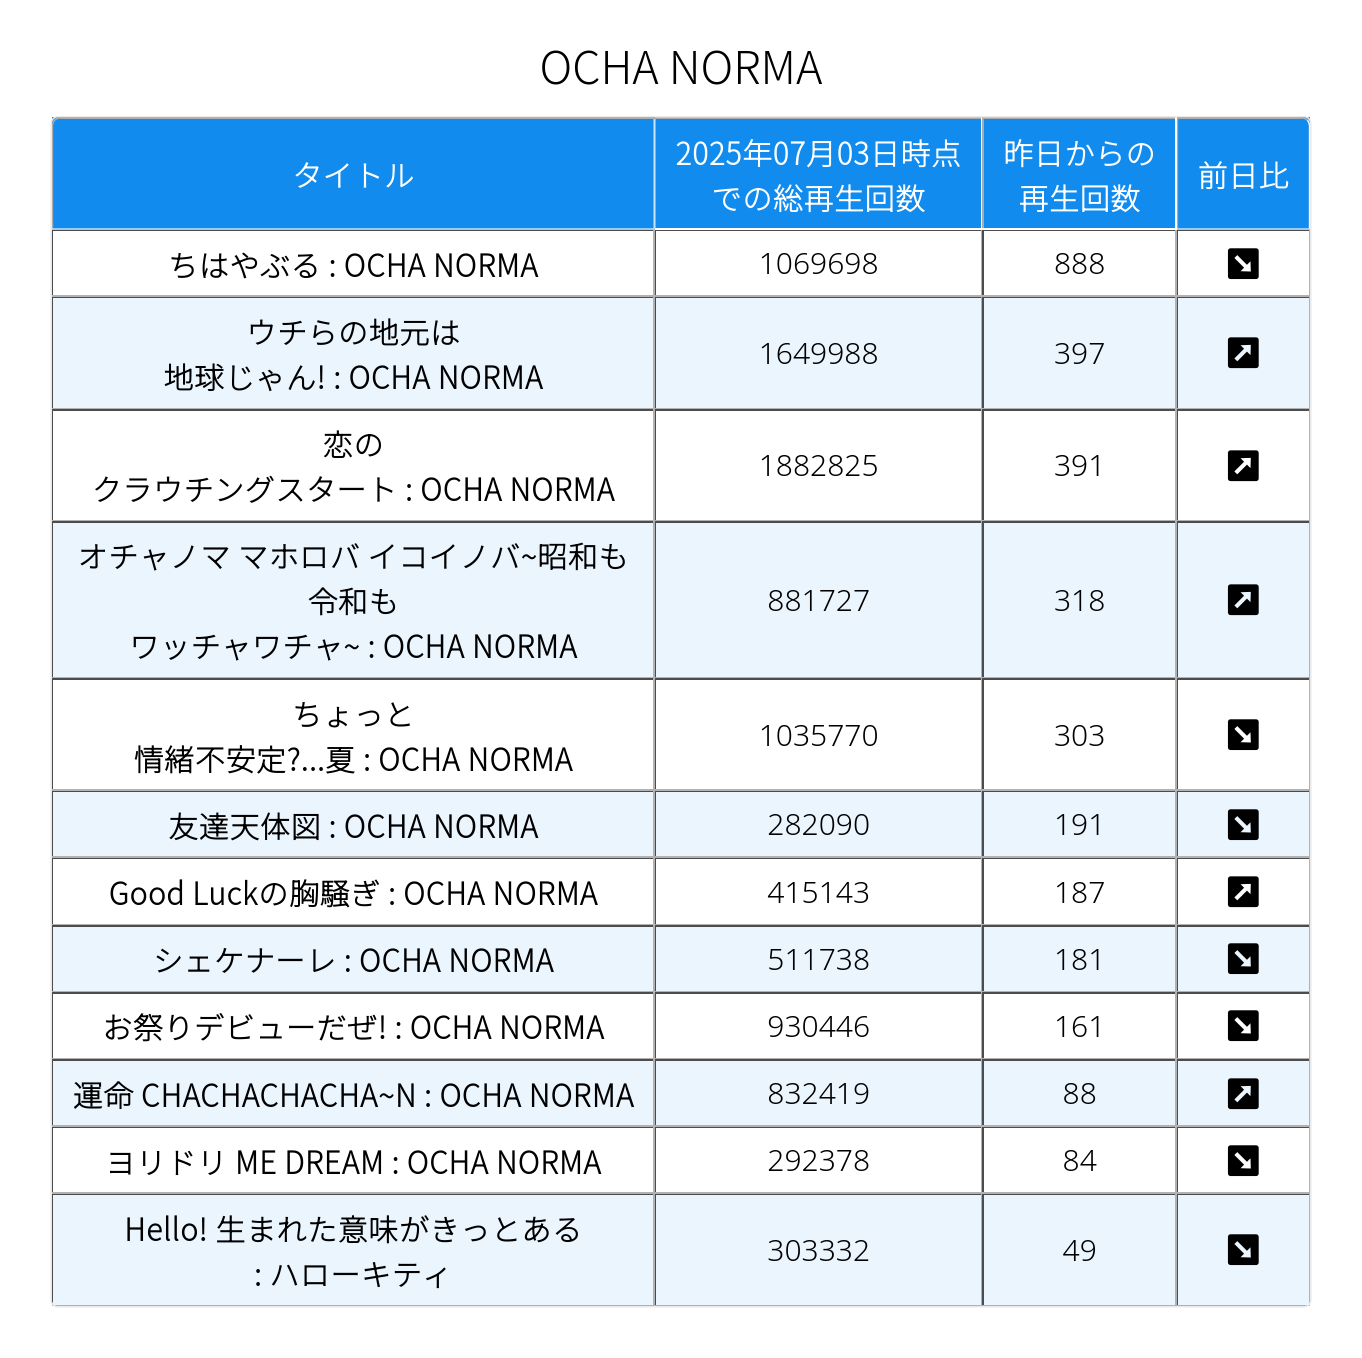 OCHA NORMA
タイトル
2025年07月03日時点
での総再生回数
昨日からの
再生回数
前日比
ちはやぶる : OCHA NORMA
1069698
888
ウチらの地元は
地球じゃん! : OCHA NORMA
1649988
397
恋の
クラウチングスタート : OCHA NORMA
1882825
391
オチャノマ マホロバ イコイノバ~昭和も
令和も
ワッチャワチャ~ : OCHA NORMA
881727
318
ちょっと
情緒不安定?...夏 : OCHA NORMA
1035770
303
友達天体図 : OCHA NORMA
282090
191
Good Luckの胸騒ぎ : OCHA NORMA
415143
187
シェケナーレ : OCHA NORMA
511738
181
お祭りデビューだぜ! : OCHA NORMA
930446
161
運命 CHACHACHACHA~N : OCHA NORMA
832419
88
ヨリドリ ME DREAM : OCHA NORMA
292378
84
Hello! 生まれた意味がきっとある
: ハローキティ
303332
49